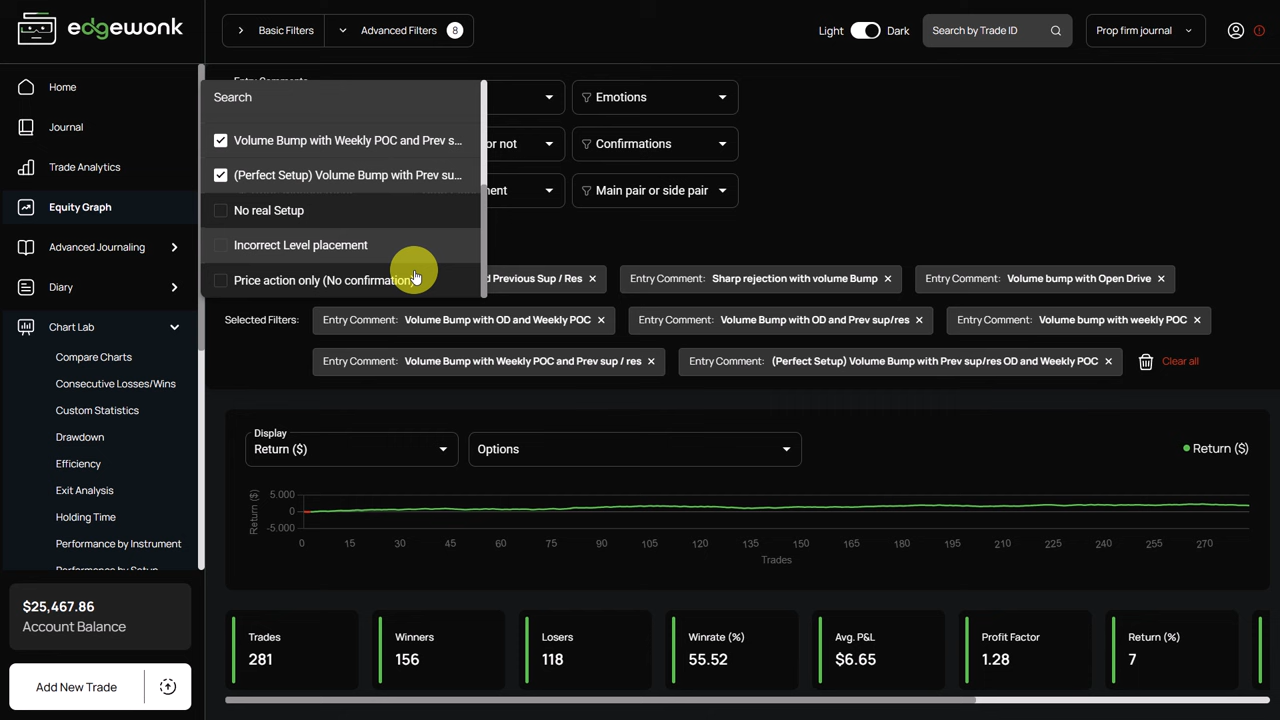 edgewonk
Basic Filters
Advanced Filters
8
Light
Dark
Search by Trade ID
Prop firm journal
Home
Journal
Trade Analytics
Equity Graph
Advanced Journaling
Diary
Chart Lab
Compare Charts
Consecutive Losses/Wins
Custom Statistics
Drawdown
Efficiency
Exit Analysis
Holding Time
Performance by Instrument
Performance by Setup
$25,467.86
Account Balance
Add New Trade
Entry Comments
Search
Volume Bump with Weekly POC and Prev s...
(Perfect Setup) Volume Bump with Prev su...
No real Setup
Incorrect Level placement
Price action only (No confirmation)
Emotions
or not
Confirmations
Main pair or side pair
d Previous Sup / Res
Entry Comment: Sharp rejection with volume Bump
Entry Comment: Volume bump with Open Drive
Selected Filters:
Entry Comment: Volume Bump with OD and Weekly POC
Entry Comment: Volume Bump with OD and Prev sup/res
Entry Comment: Volume bump with weekly POC
Entry Comment: Volume Bump with Weekly POC and Prev sup / res
Entry Comment: (Perfect Setup) Volume Bump with Prev sup/res OD and Weekly POC
Clear all
Display
Return ($)
Options
Return ($)
Return ($)
5.000
0
-5.000
0 15 30 45 60 75 90 105 120 135 150 165 180 195 210 225 240 255 270
Trades
Trades
281
Winners
156
Losers
118
Winrate (%)
55.52
Avg. P&L
$6.65
Profit Factor
1.28
Return (%)
7